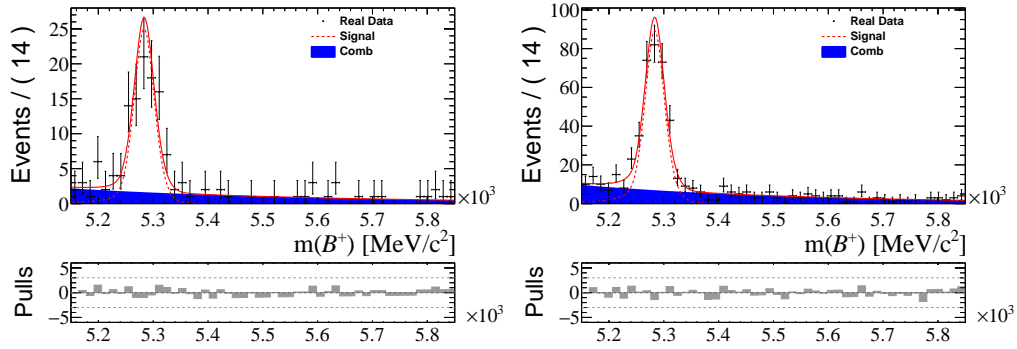 Events / ( 14 )
25
20
15
10
5
0
Real Data
Signal
Comb
5.2 5.3 5.4 5.5 5.6 5.7 5.8
×10³
m(B⁺) [MeV/c²]
Pulls
5
0
−5
5.2 5.3 5.4 5.5 5.6 5.7 5.8
×10³
Events / ( 14 )
100
80
60
40
20
0
Real Data
Signal
Comb
5.2 5.3 5.4 5.5 5.6 5.7 5.8
×10³
m(B⁺) [MeV/c²]
Pulls
5
0
−5
5.2 5.3 5.4 5.5 5.6 5.7 5.8
×10³